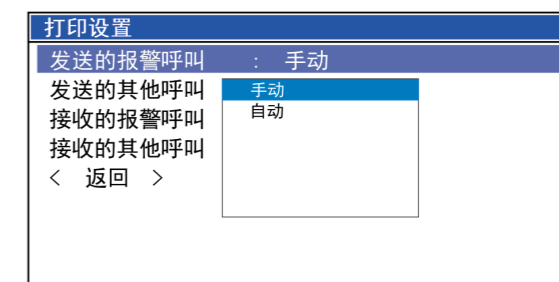 打印设置
发送的报警呼叫 : 手动
发送的其他呼叫 手动
接收的报警呼叫 自动
接收的其他呼叫
< 返回 >